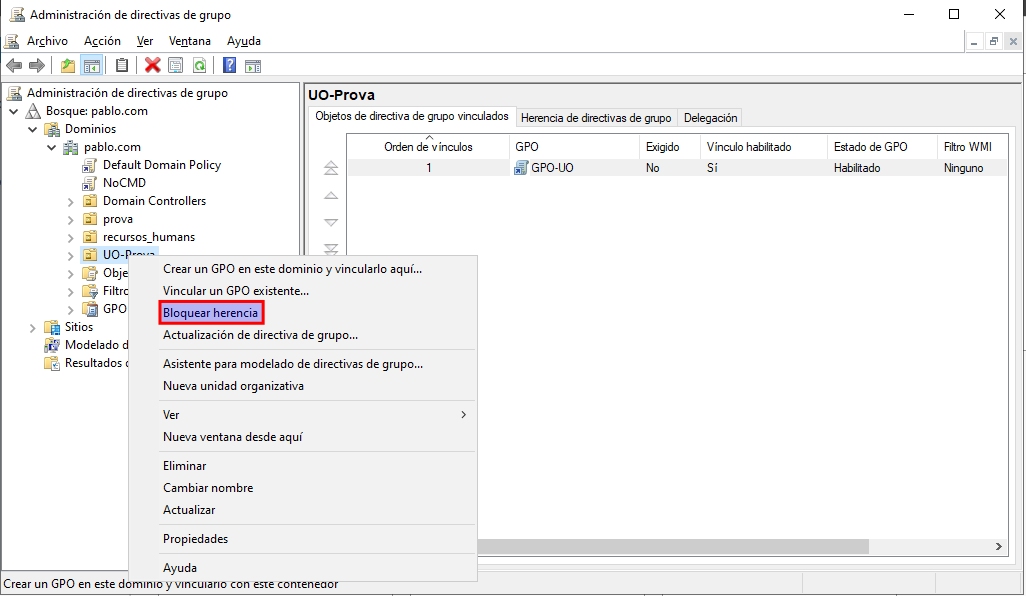 Administración de directivas de grupo
Archivo Acción Ver Ventana Ayuda
Administración de directivas de grupo
Bosque: pablo.com
Dominios
pablo.com
Default Domain Policy
NoCMD
Domain Controllers
prova
recursos_humans
UO-Prova
Obje
Filtro
GPO
Sitios
Modelado d
Resultados
UO-Prova
Objetos de directiva de grupo vinculados Herencia de directivas de grupo Delegación
Orden de vínculos GPO Exigido Vínculo habilitado Estado de GPO Filtro WMI
1 GPO-UO No Sí Habilitado Ninguno
Crear un GPO en este dominio y vincularlo aquí...
Vincular un GPO existente...
Bloquear herencia
Actualización de directiva de grupo...
Asistente para modelado de directivas de grupo...
Nueva unidad organizativa
Ver
Nueva ventana desde aquí
Eliminar
Cambiar nombre
Actualizar
Propiedades
Ayuda
Crear un GPO en este dominio y vincularlo con este contenedor